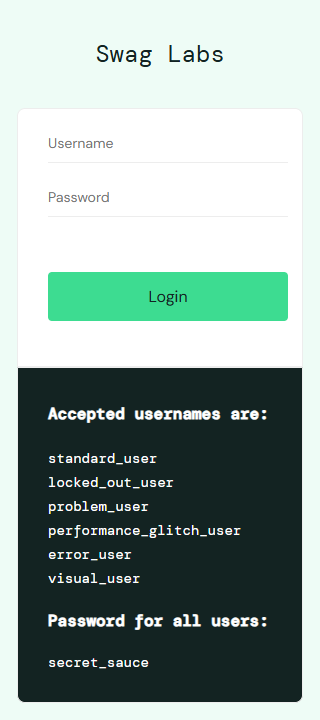 Swag Labs
Username
Password
Login
Accepted usernames are:
standard_user
locked_out_user
problem_user
performance_glitch_user
error_user
visual_user
Password for all users:
secret_sauce